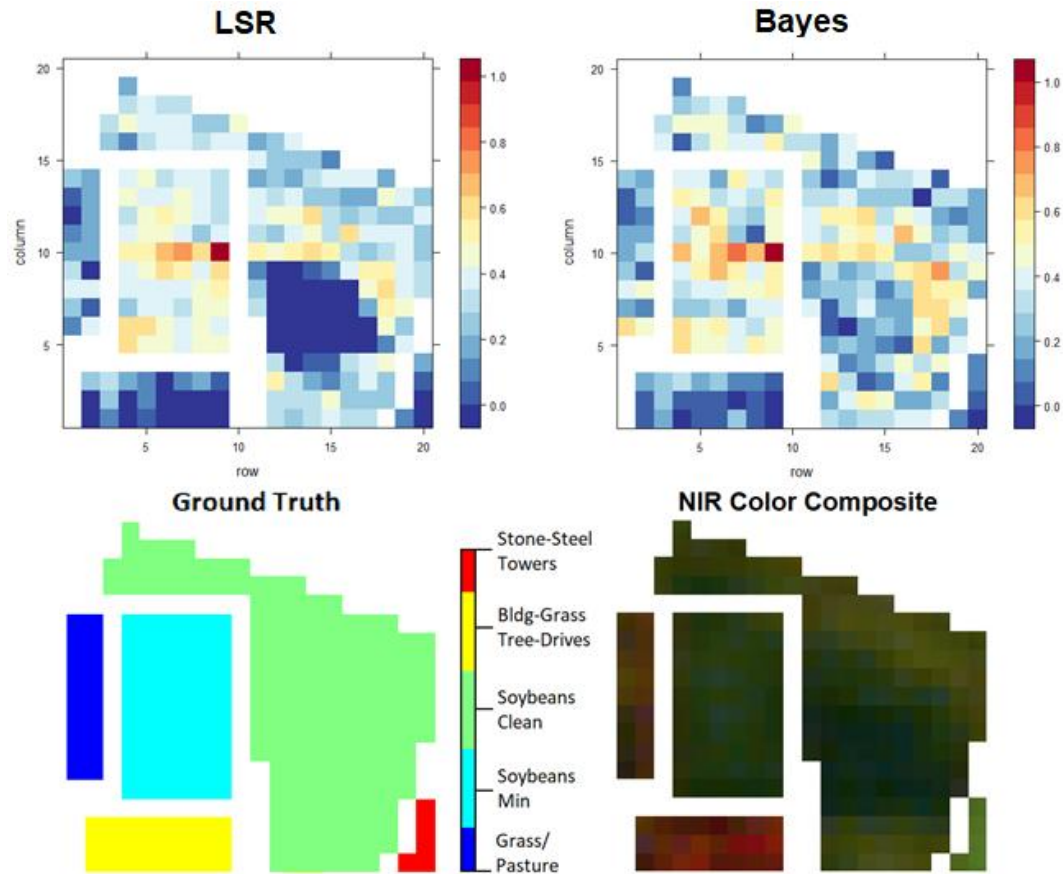 LSR
Bayes
20
15
10
5
column
5
10
15
20
row
1.0
0.8
0.6
0.4
0.2
0.0
20
15
10
5
column
5
10
15
20
row
1.0
0.8
0.6
0.4
0.2
0.0
Ground Truth
NIR Color Composite
Stone-Steel
Towers
Bldg-Grass
Tree-Drives
Soybeans
Clean
Soybeans
Min
Grass/
Pasture